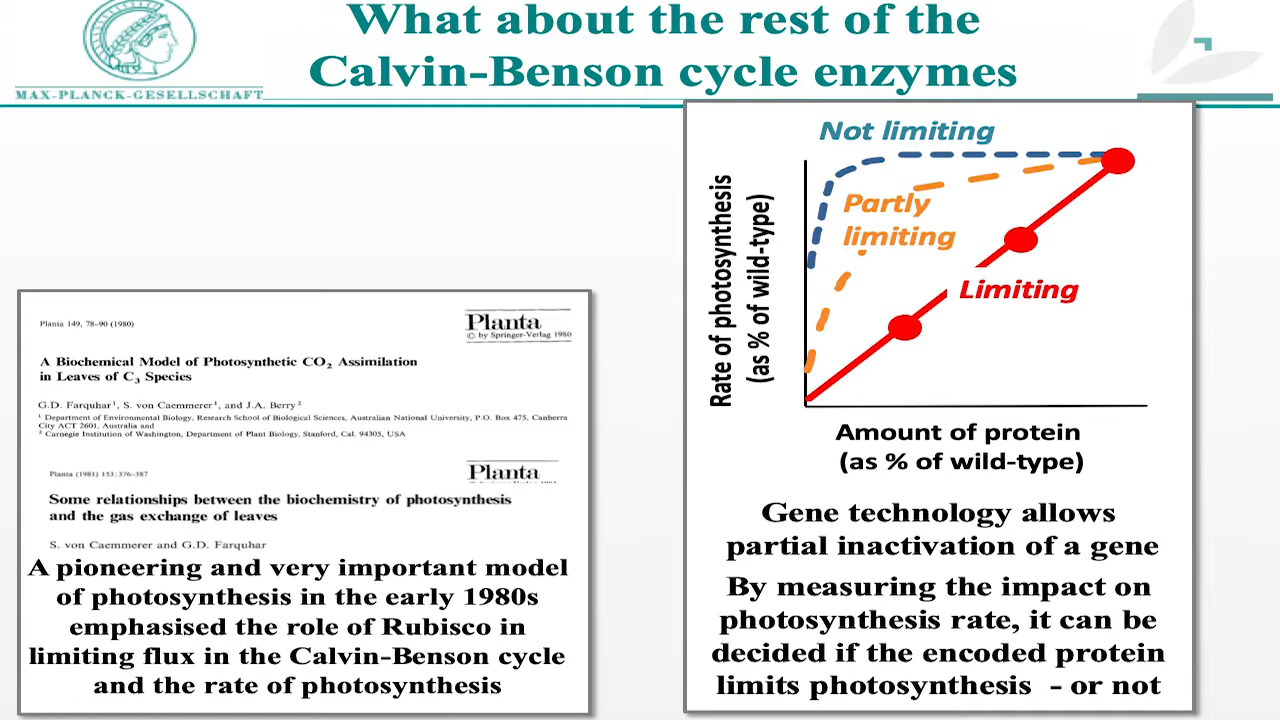 What about the rest of the
Calvin-Benson cycle enzymes
MAX-PLANCK-GESELLSCHAFT
Planta 149, 78-90 (1980)
Planta
© by Springer-Verlag 1980
A Biochemical Model of Photosynthetic CO2 Assimilation
in Leaves of C3 Species
G.D. Farquhar1, S. von Caemmerer1, and J.A. Berry2
1 Department of Environmental Biology, Research School of Biological Sciences, Australian National University, P.O. Box 475, Canberra
City ACT 2601, Australia and
2 Carnegie Institution of Washington, Department of Plant Biology, Stanford, Cal. 94305, USA
Planta (1981) 153:376-387
Planta
Some relationships between the biochemistry of photosynthesis
and the gas exchange of leaves
S. von Caemmerer and G.D. Farquhar
A pioneering and very important model
of photosynthesis in the early 1980s
emphasised the role of Rubisco in
limiting flux in the Calvin-Benson cycle
and the rate of photosynthesis
Not limiting
Partly
limiting
Limiting
Rate of photosynthesis
(as % of wild-type)
Amount of protein
(as % of wild-type)
Gene technology allows
partial inactivation of a gene
By measuring the impact on
photosynthesis rate, it can be
decided if the encoded protein
limits photosynthesis - or not